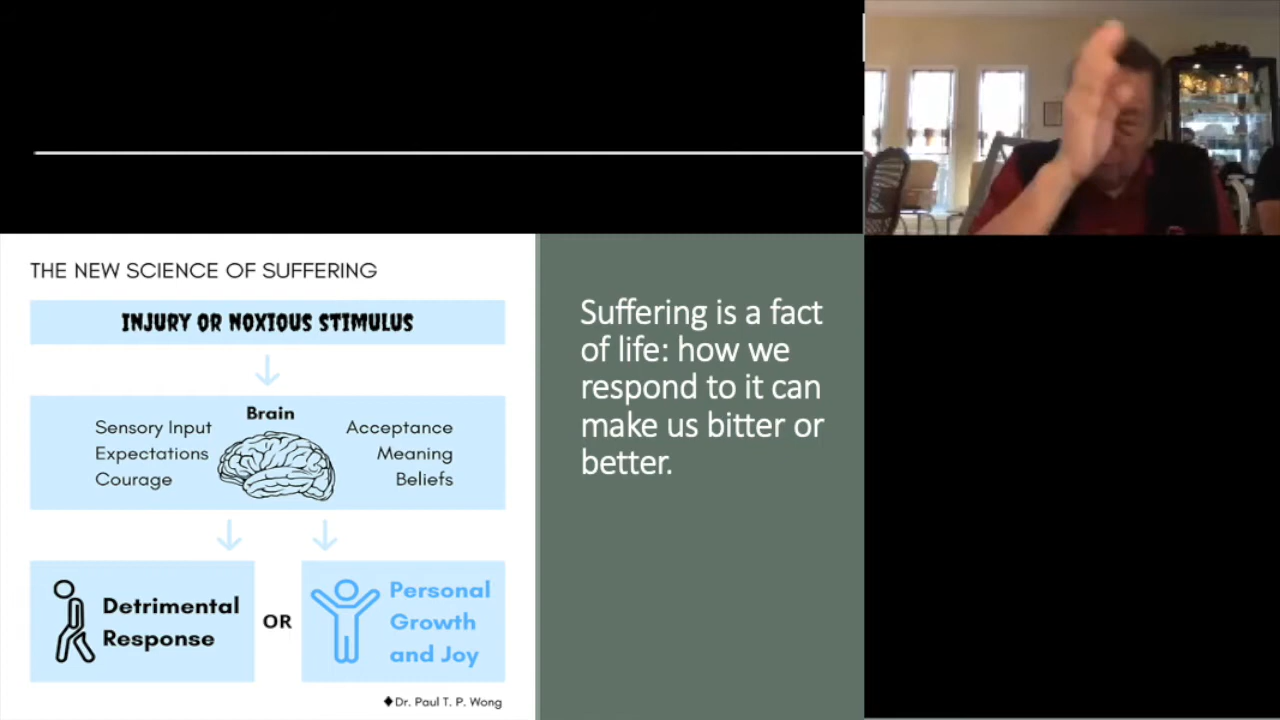 THE NEW SCIENCE OF SUFFERING
INJURY OR NOXIOUS STIMULUS
Brain
Sensory Input
Expectations
Courage
Acceptance
Meaning
Beliefs
Detrimental
Response
OR
Personal
Growth
and Joy
◆Dr. Paul T. P. Wong
Suffering is a fact
of life: how we
respond to it can
make us bitter or
better.